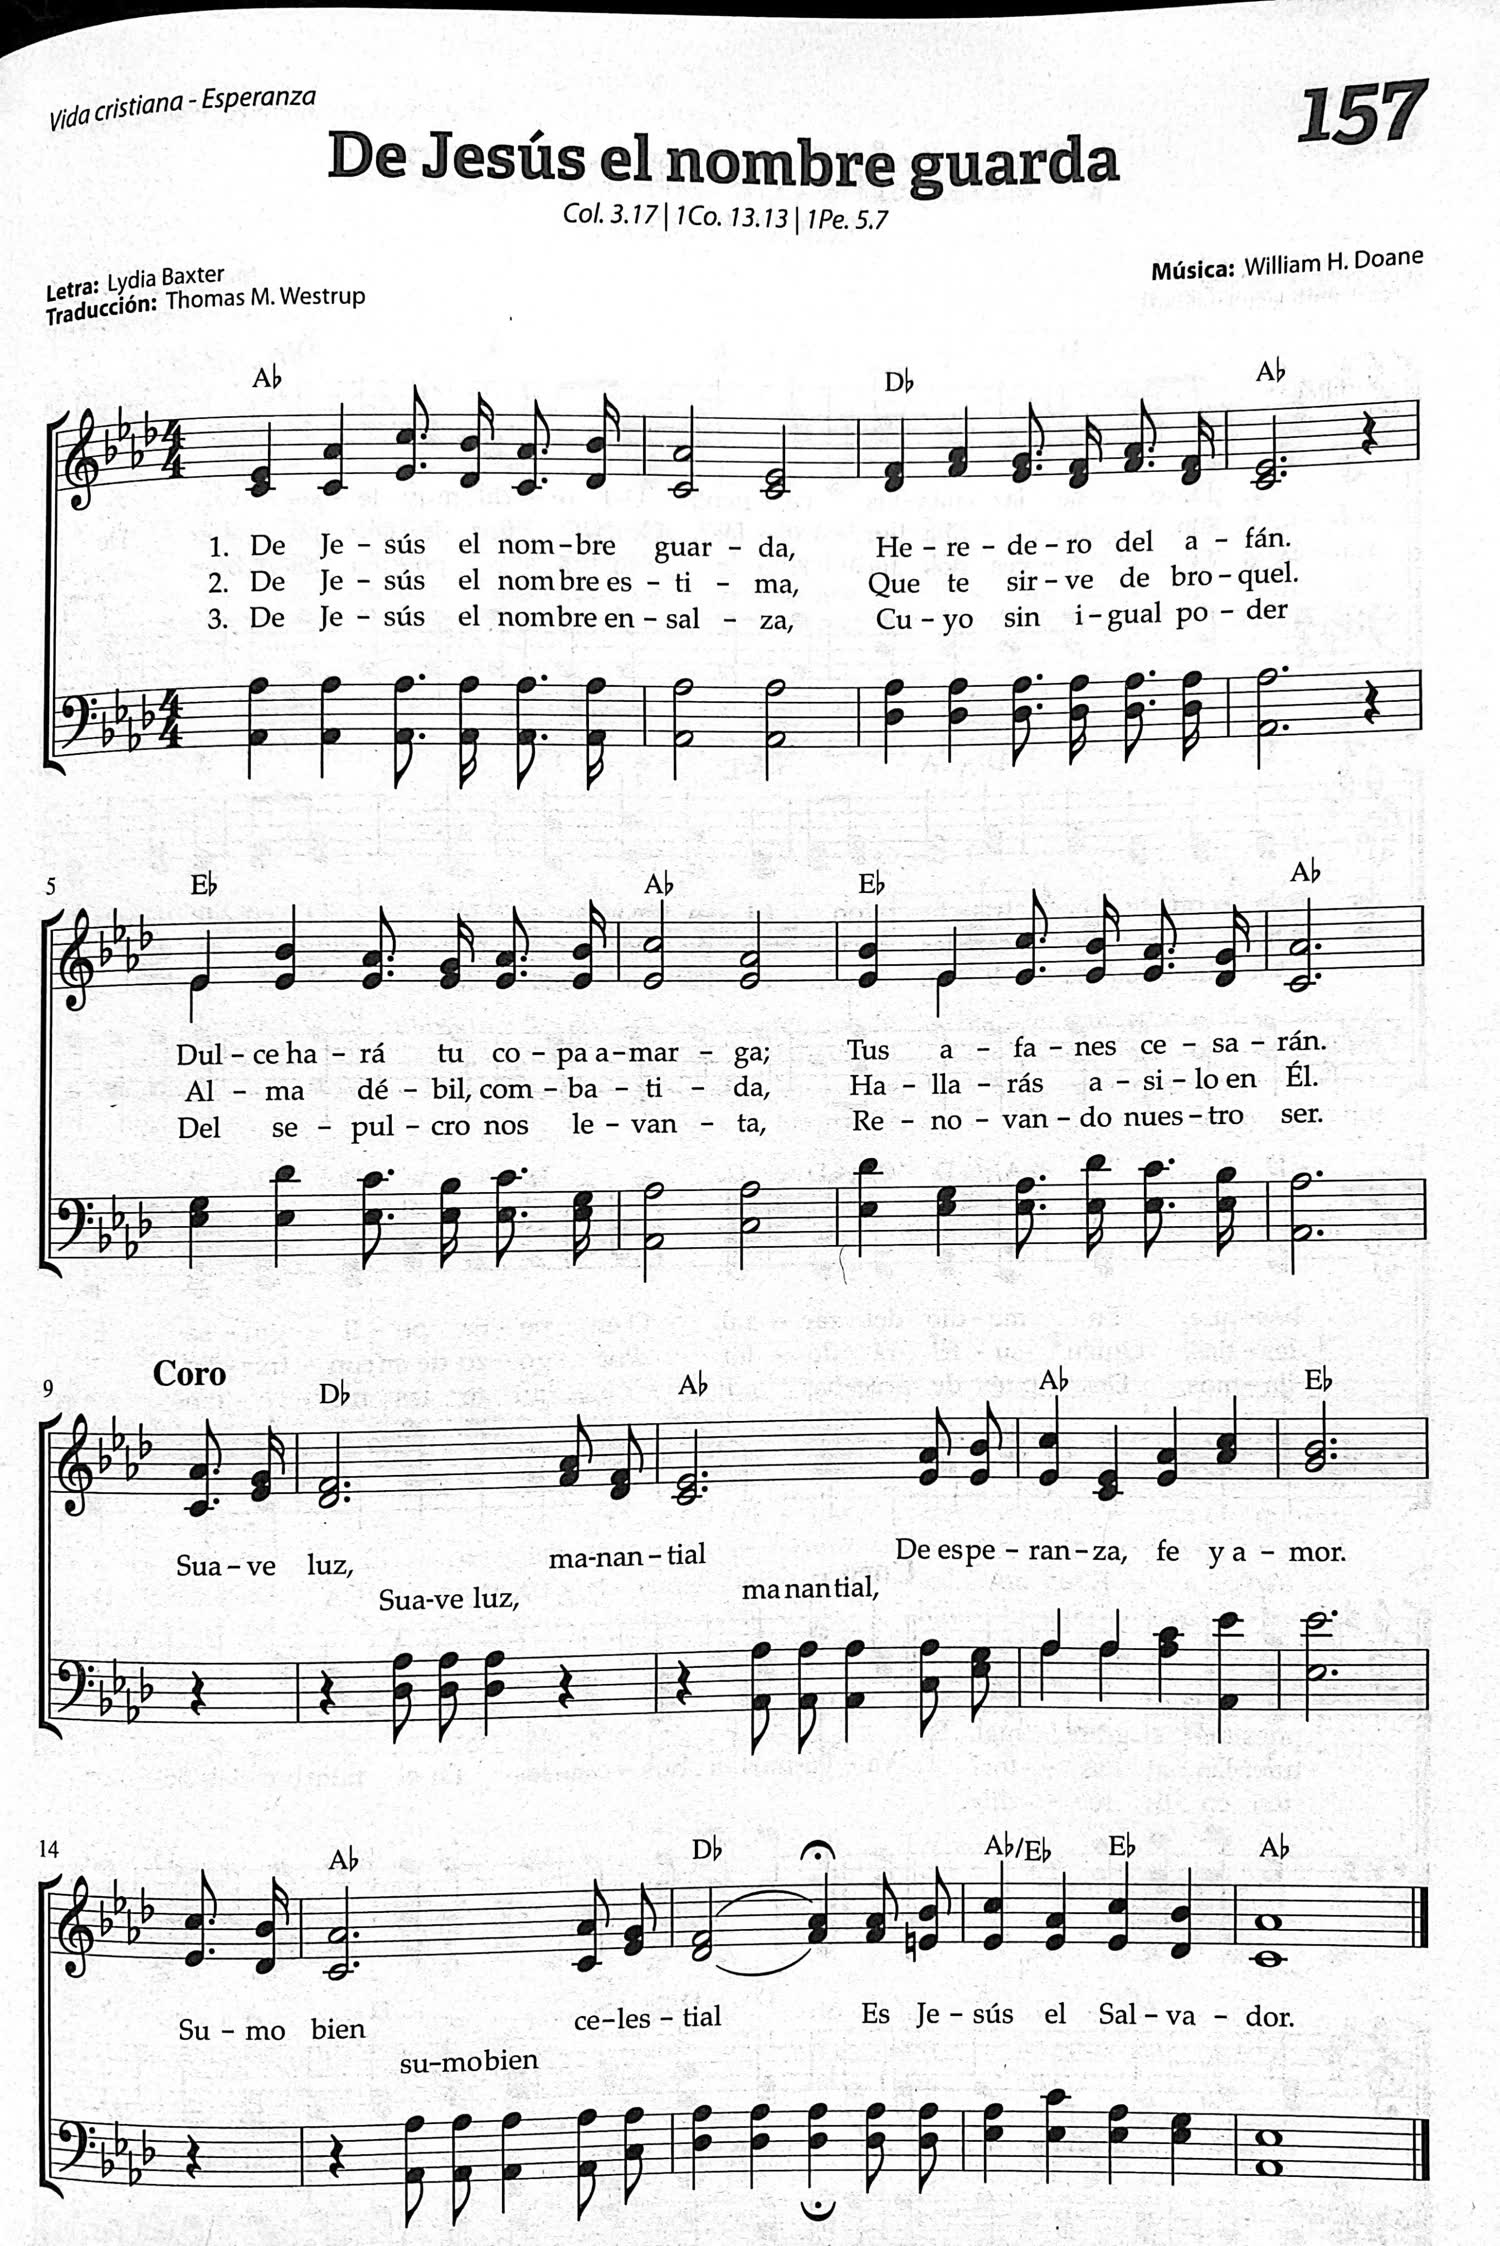 Vida cristiana - Esperanza
157
De Jesús el nombre guarda
Col. 3.17 | 1Co. 13.13 | 1Pe. 5.7
Letra: Lydia Baxter
Traducción: Thomas M. Westrup
Música: William H. Doane
A♭ D♭ A♭
4 4
1. De Je – sús el nom – bre guar – da, He – re – de – ro del a – fán.
2. De Je – sús el nom bre es – ti – ma, Que te sir – ve de bro – quel.
3. De Je – sús el nom bre en – sal – za, Cu – yo sin i – gual po – der
4 4
5 E♭ A♭ E♭ A♭
Dul – ce ha – rá tu co – pa a – mar – ga; Tus a – fa – nes ce – sa – rán.
Al – ma dé – bil, com – ba – ti – da, Ha – lla – rás a – si – lo en Él.
Del se – pul – cro nos le – van – ta, Re – no – van – do nues – tro ser.
Coro
9 D♭ A♭ A♭ E♭
Sua – ve luz, ma-nan – tial De espe – ran – za, fe y a – mor.
Sua-ve luz, ma nan tial,
14 A♭ D♭ A♭/E♭ E♭ A♭
Su – mo bien ce – les – tial Es Je – sús el Sal – va – dor.
su–mo bien